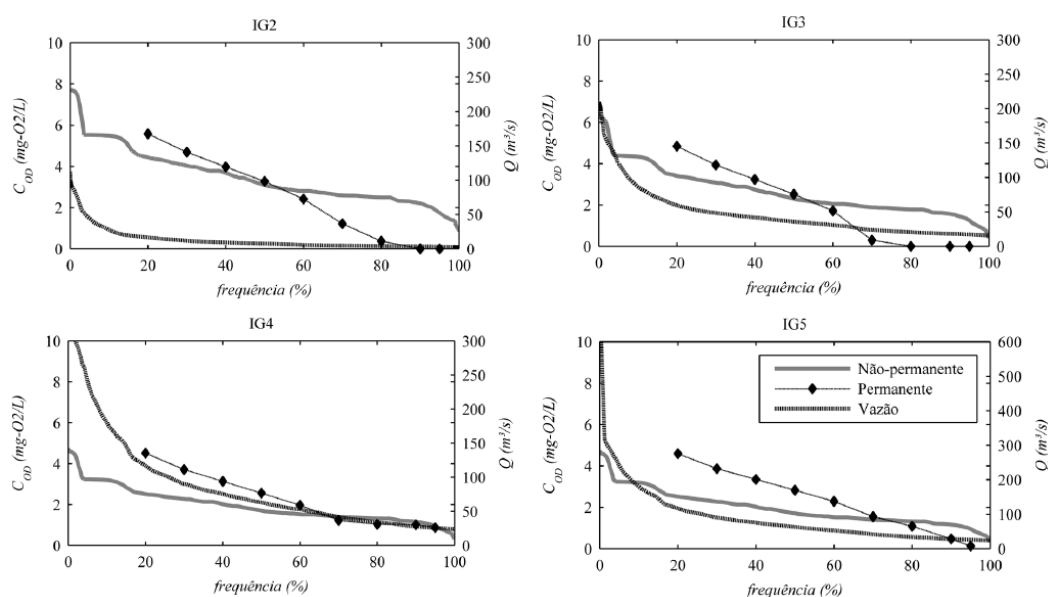 IG2
10
8
6
4
2
0
C_OD (mg-O2/L)
300
250
200
150
100
50
0
Q (m³/s)
0 20 40 60 80 100
frequência (%)
IG3
10
8
6
4
2
0
C_OD (mg-O2/L)
300
250
200
150
100
50
0
Q (m³/s)
0 20 40 60 80 100
frequência (%)
IG4
10
8
6
4
2
0
C_OD (mg-O2/L)
300
250
200
150
100
50
0
Q (m³/s)
0 20 40 60 80 100
frequência (%)
IG5
10
8
6
4
2
0
C_OD (mg-O2/L)
Não-permanente
Permanente
Vazão
600
500
400
300
200
100
0
Q (m³/s)
0 20 40 60 80 100
frequência (%)